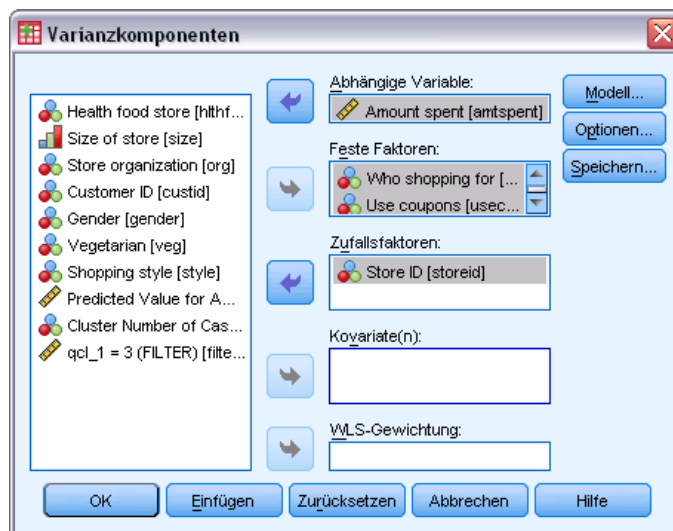 Varianzkomponenten
Health food store [hlthf...
Size of store [size]
Store organization [org]
Customer ID [custid]
Gender [gender]
Vegetarian [veg]
Shopping style [style]
Predicted Value for A...
Cluster Number of Cas...
qcl_1 = 3 (FILTER) [filte...
Abhängige Variable:
Amount spent [amtspent]
Feste Faktoren:
Who shopping for [...
Use coupons [usec...
Zufallsfaktoren:
Store ID [storeid]
Kovariate(n):
WLS-Gewichtung:
Modell...
Optionen...
Speichern...
OK
Einfügen
Zurücksetzen
Abbrechen
Hilfe